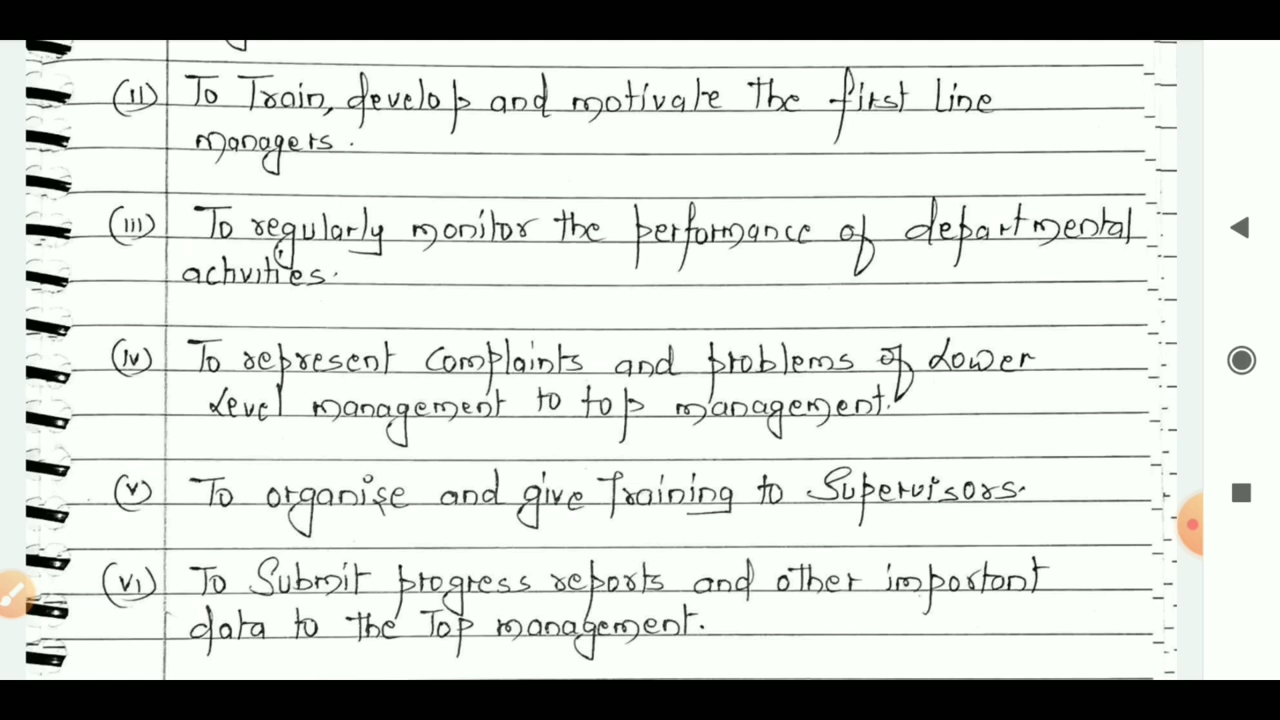 (ii) To Train, develop and motivate the first line
managers.
(iii) To regularly monitor the performance of departmental
activities.
(iv) To represent complaints and problems of Lower
Level management to top management.
(v) To organise and give Training to Supervisors.
(vi) To Submit progress reports and other important
data to the Top management.